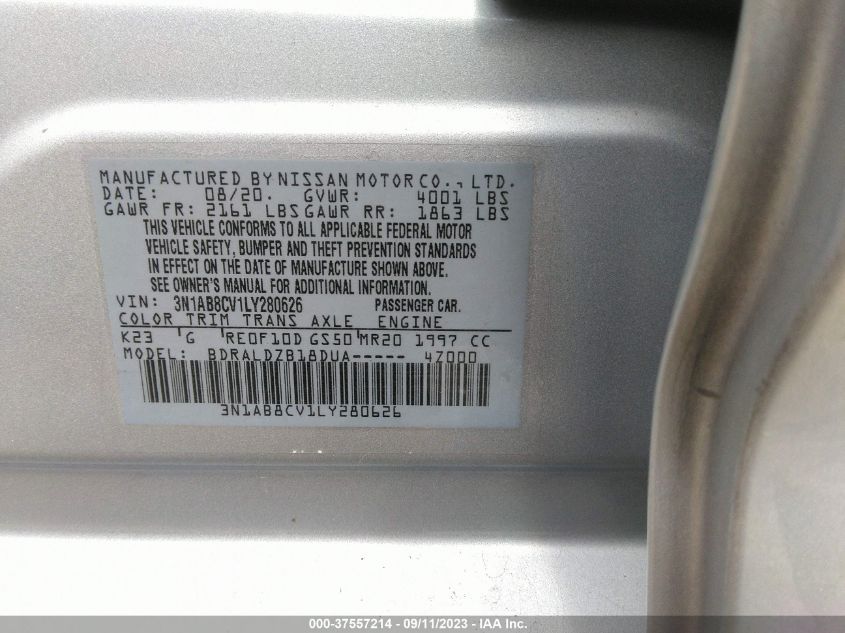 MANUFACTURED BY NISSAN MOTOR CO., LTD.
DATE: 08/20. GVWR: 4001 LBS
GAWR FR: 2161 LBS GAWR RR: 1863 LBS
THIS VEHICLE CONFORMS TO ALL APPLICABLE FEDERAL MOTOR
VEHICLE SAFETY, BUMPER AND THEFT PREVENTION STANDARDS
IN EFFECT ON THE DATE OF MANUFACTURE SHOWN ABOVE.
SEE OWNER'S MANUAL FOR ADDITIONAL INFORMATION.
VIN: 3N1AB8CV1LY280626 PASSENGER CAR.
COLOR TRIM TRANS AXLE ENGINE
K23 G RE0F10D GS50 MR20 1997 CC
MODEL: BDRALDZB18DUA----- 4Z000
3N1AB8CV1LY280626
000-37557214 - 09/11/2023 - IAA Inc.